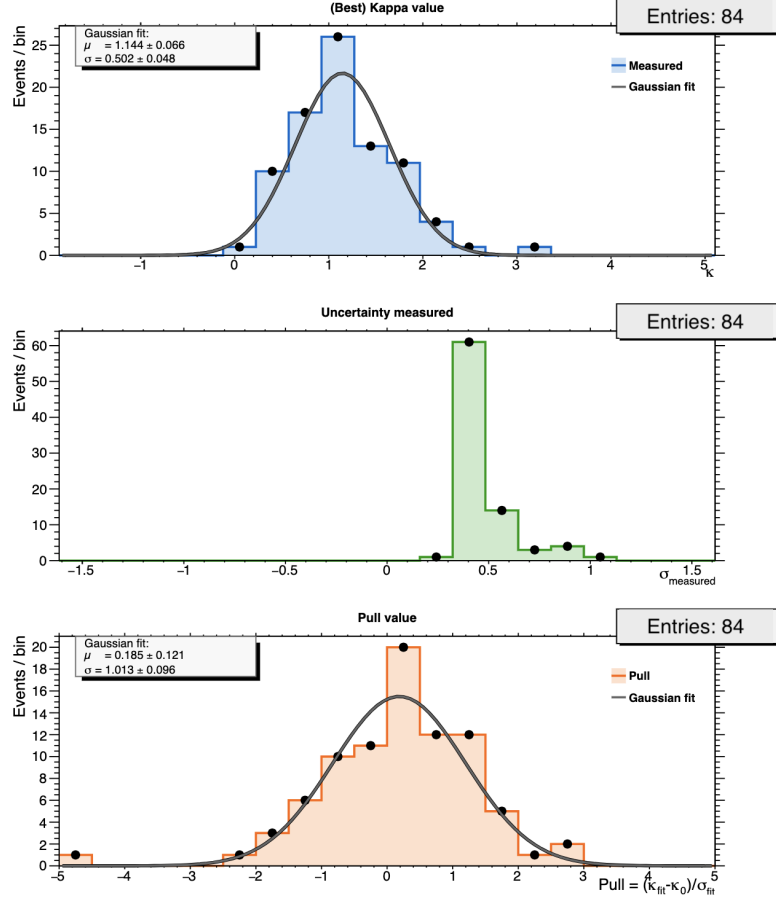 (Best) Kappa value
Entries: 84
Gaussian fit:
μ = 1.144 ± 0.066
σ = 0.502 ± 0.048
Measured
Gaussian fit
Events / bin
25
20
15
10
5
0
−1 0 1 2 3 4 5
κ
Uncertainty measured
Entries: 84
Events / bin
60
50
40
30
20
10
0
−1.5 −1 −0.5 0 0.5 1 1.5
σmeasured
Pull value
Entries: 84
Gaussian fit:
μ = 0.185 ± 0.121
σ = 1.013 ± 0.096
Pull
Gaussian fit
Events / bin
20
18
16
14
12
10
8
6
4
2
0
−5 −4 −3 −2 −1 0 1 2 3 4 5
Pull = (κfit-κ0)/σfit